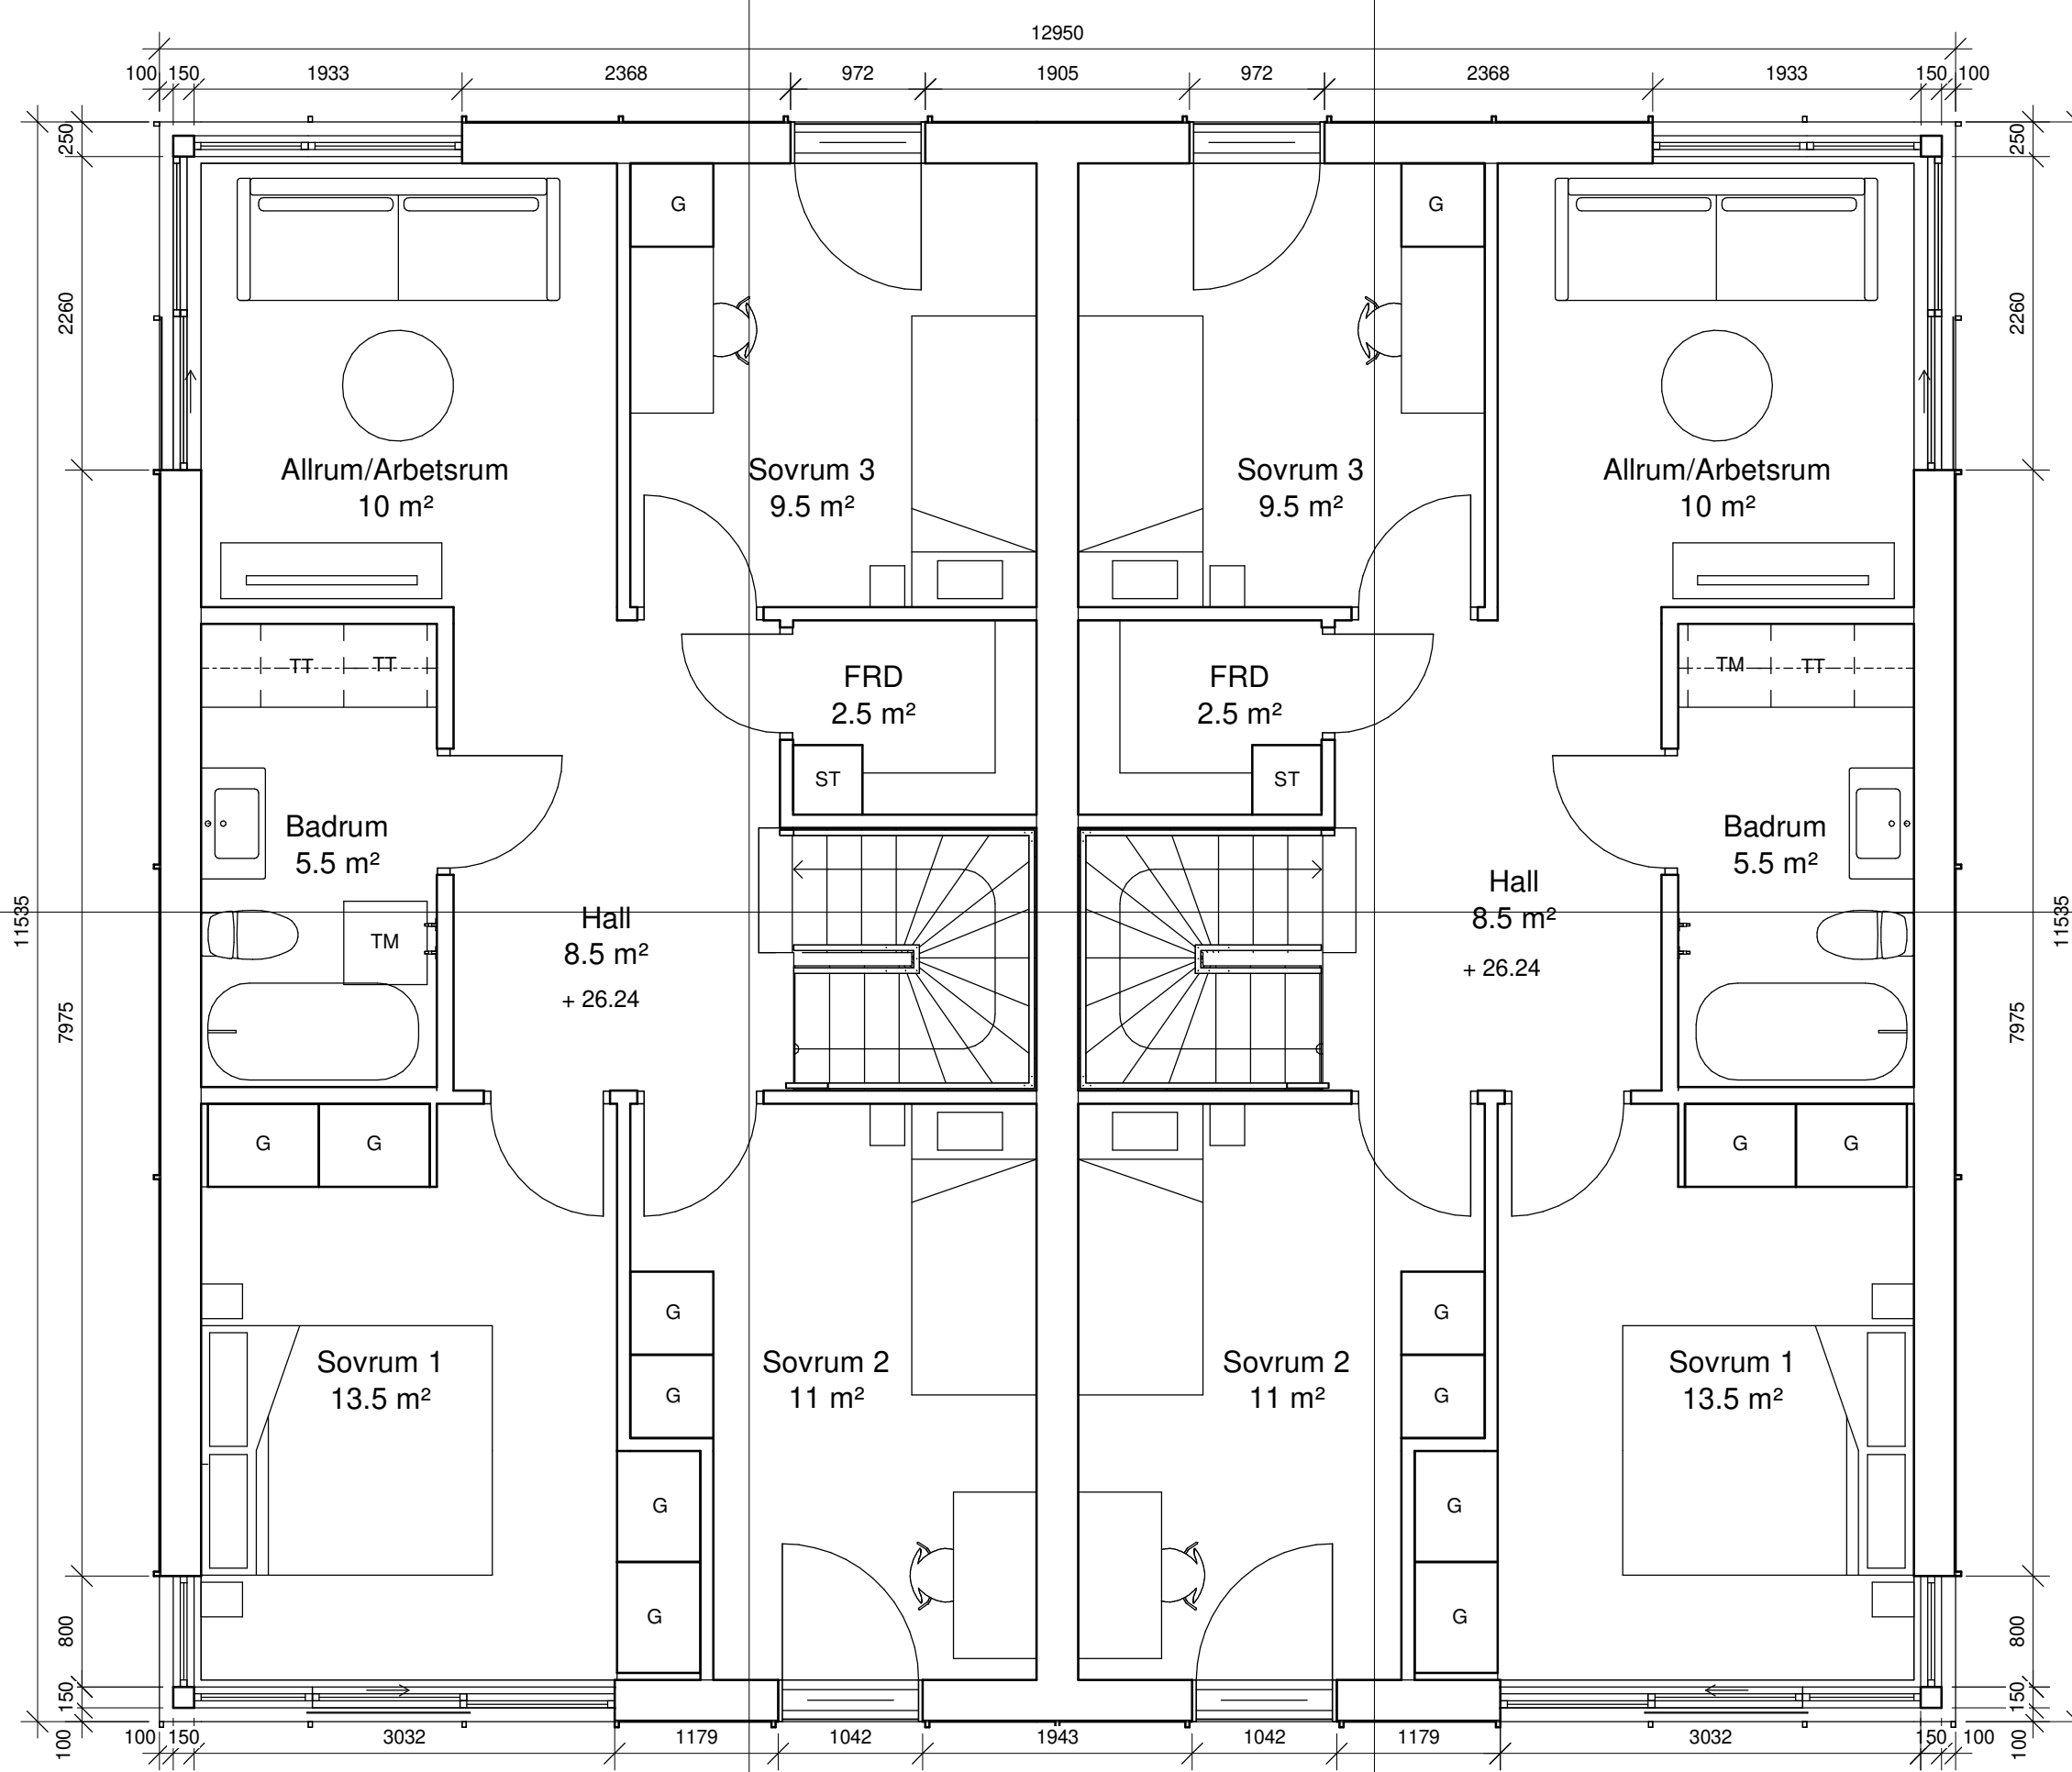 12950
100 150 1933 2368 972 1905 972 2368 1933 150 100
250 250
G G
2260 2260
Allrum/Arbetsrum Sovrum 3 Sovrum 3 Allrum/Arbetsrum
10 m² 9.5 m² 9.5 m² 10 m²
TT TT FRD FRD TM TT
2.5 m² 2.5 m²
ST ST
Badrum Badrum
5.5 m² 5.5 m²
Hall
8.5 m²
+ 26.24
Hall
8.5 m²
+ 26.24
TM
11535 11535
7975 7975
G G G G
G G
Sovrum 1 Sovrum 2 Sovrum 2 Sovrum 1
13.5 m² 11 m² 11 m² 13.5 m²
G G
G G
G G
800 800
150 150
100 100
100 150 3032 1179 1042 1943 1042 1179 3032 150 100